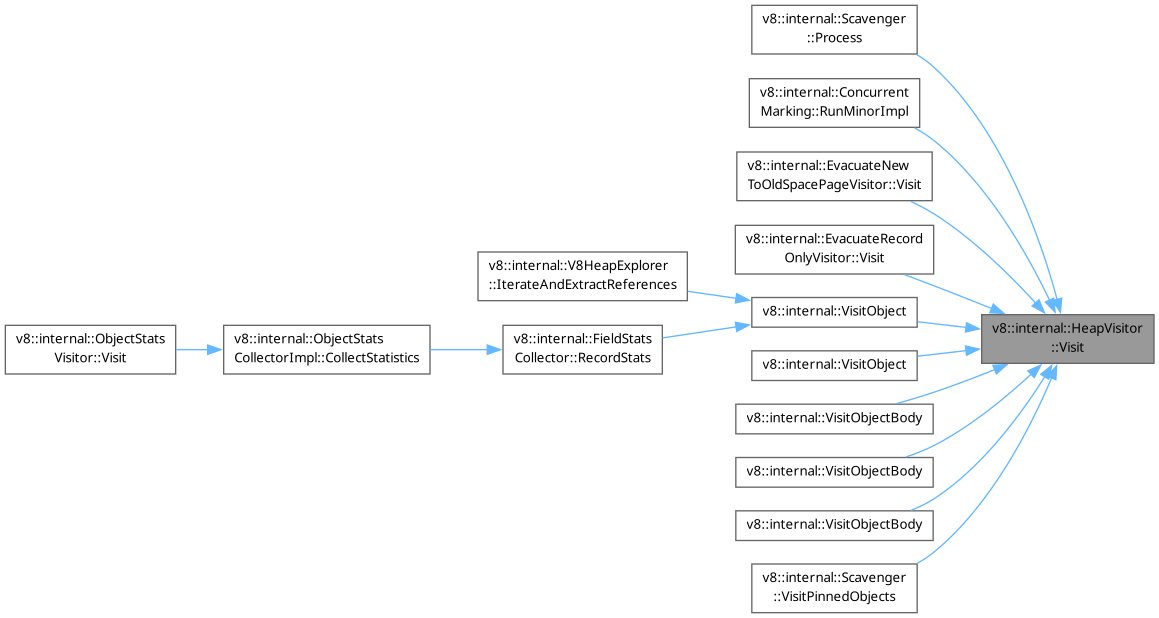 v8::internal::Scavenger
::Process
v8::internal::Concurrent
Marking::RunMinorImpl
v8::internal::EvacuateNew
ToOldSpacePageVisitor::Visit
v8::internal::EvacuateRecord
OnlyVisitor::Visit
v8::internal::V8HeapExplorer
::IterateAndExtractReferences
v8::internal::VisitObject
v8::internal::HeapVisitor
::Visit
v8::internal::ObjectStats
Visitor::Visit
v8::internal::ObjectStats
CollectorImpl::CollectStatistics
v8::internal::FieldStats
Collector::RecordStats
v8::internal::VisitObject
v8::internal::VisitObjectBody
v8::internal::VisitObjectBody
v8::internal::VisitObjectBody
v8::internal::Scavenger
::VisitPinnedObjects